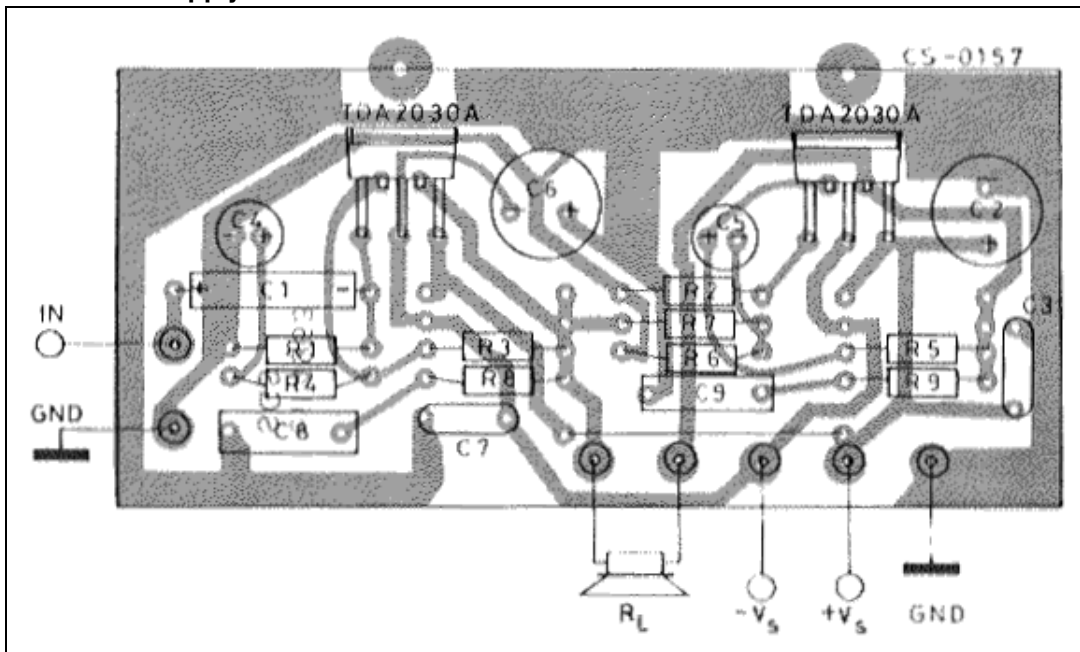 CS-0157
TDA2030A
TDA2030A
C6
C2
C4
C5
C1
R2
C3
IN
R7
R1
R3
R6
R5
R4
R8
C9
R9
GND
C8
C7
RL
-Vs
+Vs
GND